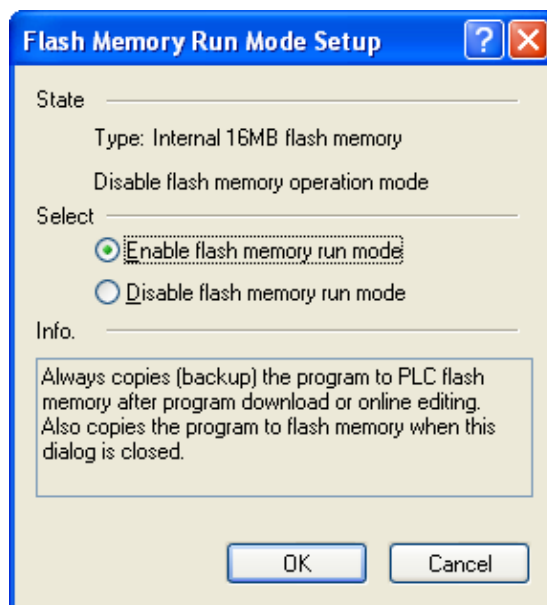 Flash Memory Run Mode Setup
State
Type: Internal 16MB flash memory
Disable flash memory operation mode
Select
Enable flash memory run mode
Disable flash memory run mode
Info.
Always copies (backup) the program to PLC flash
memory after program download or online editing.
Also copies the program to flash memory when this
dialog is closed.
OK Cancel